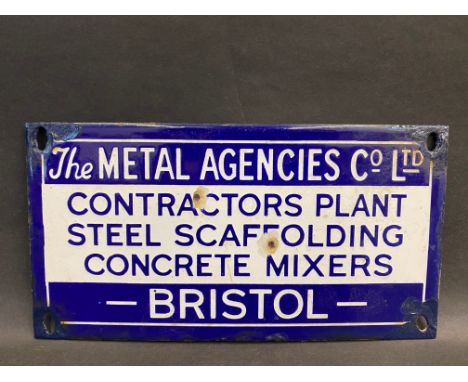 The METAL AGENCIES Co LTD
CONTRACTORS PLANT
STEEL SCAFFOLDING
CONCRETE MIXERS
— BRISTOL —